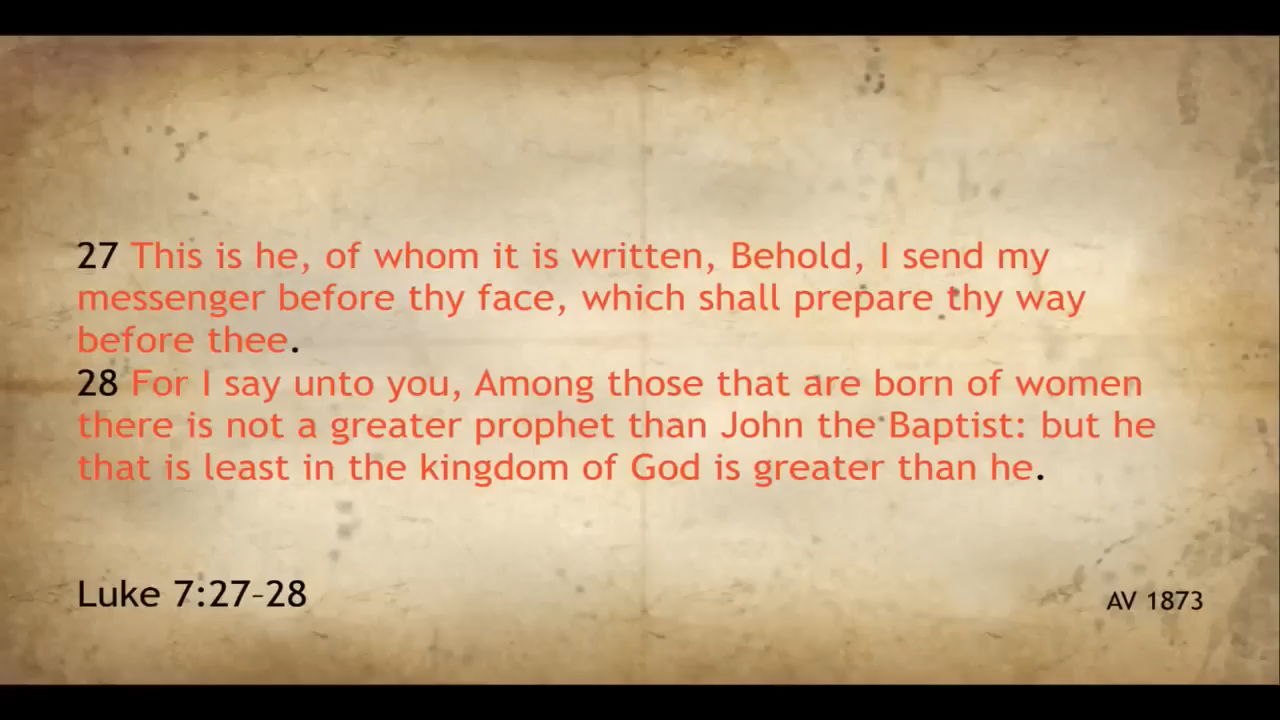 27 This is he, of whom it is written, Behold, I send my
messenger before thy face, which shall prepare thy way
before thee.
28 For I say unto you, Among those that are born of women
there is not a greater prophet than John the Baptist: but he
that is least in the kingdom of God is greater than he.
Luke 7:27–28
AV 1873